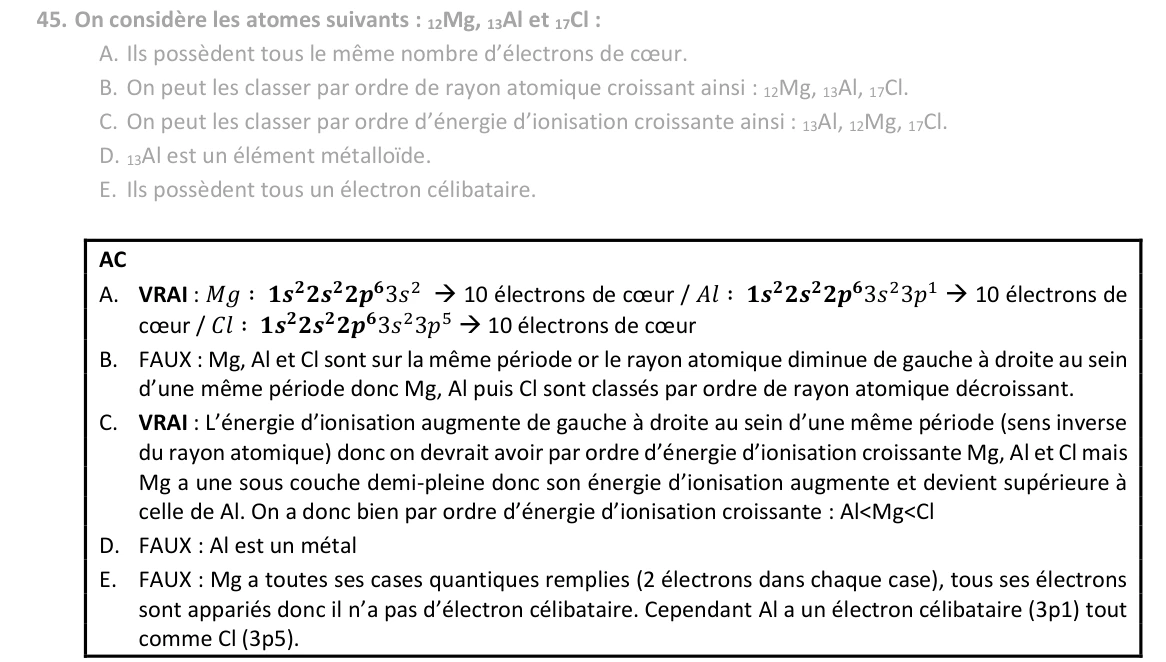 45. On considère les atomes suivants : ₁₂Mg, ₁₃Al et ₁₇Cl :
A. Ils possèdent tous le même nombre d’électrons de cœur.
B. On peut les classer par ordre de rayon atomique croissant ainsi : ₁₂Mg, ₁₃Al, ₁₇Cl.
C. On peut les classer par ordre d’énergie d’ionisation croissante ainsi : ₁₃Al, ₁₂Mg, ₁₇Cl.
D. ₁₃Al est un élément métalloïde.
E. Ils possèdent tous un électron célibataire.
AC
A. VRAI : Mg : 1s²2s²2p⁶3s² → 10 électrons de cœur / Al : 1s²2s²2p⁶3s²3p¹ → 10 électrons de
cœur / Cl : 1s²2s²2p⁶3s²3p⁵ → 10 électrons de cœur
B. FAUX : Mg, Al et Cl sont sur la même période or le rayon atomique diminue de gauche à droite au sein
d’une même période donc Mg, Al puis Cl sont classés par ordre de rayon atomique décroissant.
C. VRAI : L’énergie d’ionisation augmente de gauche à droite au sein d’une même période (sens inverse
du rayon atomique) donc on devrait avoir par ordre d’énergie d’ionisation croissante Mg, Al et Cl mais
Mg a une sous couche demi-pleine donc son énergie d’ionisation augmente et devient supérieure à
celle de Al. On a donc bien par ordre d’énergie d’ionisation croissante : Al<Mg<Cl
D. FAUX : Al est un métal
E. FAUX : Mg a toutes ses cases quantiques remplies (2 électrons dans chaque case), tous ses électrons
sont appariés donc il n’a pas d’électron célibataire. Cependant Al a un électron célibataire (3p1) tout
comme Cl (3p5).